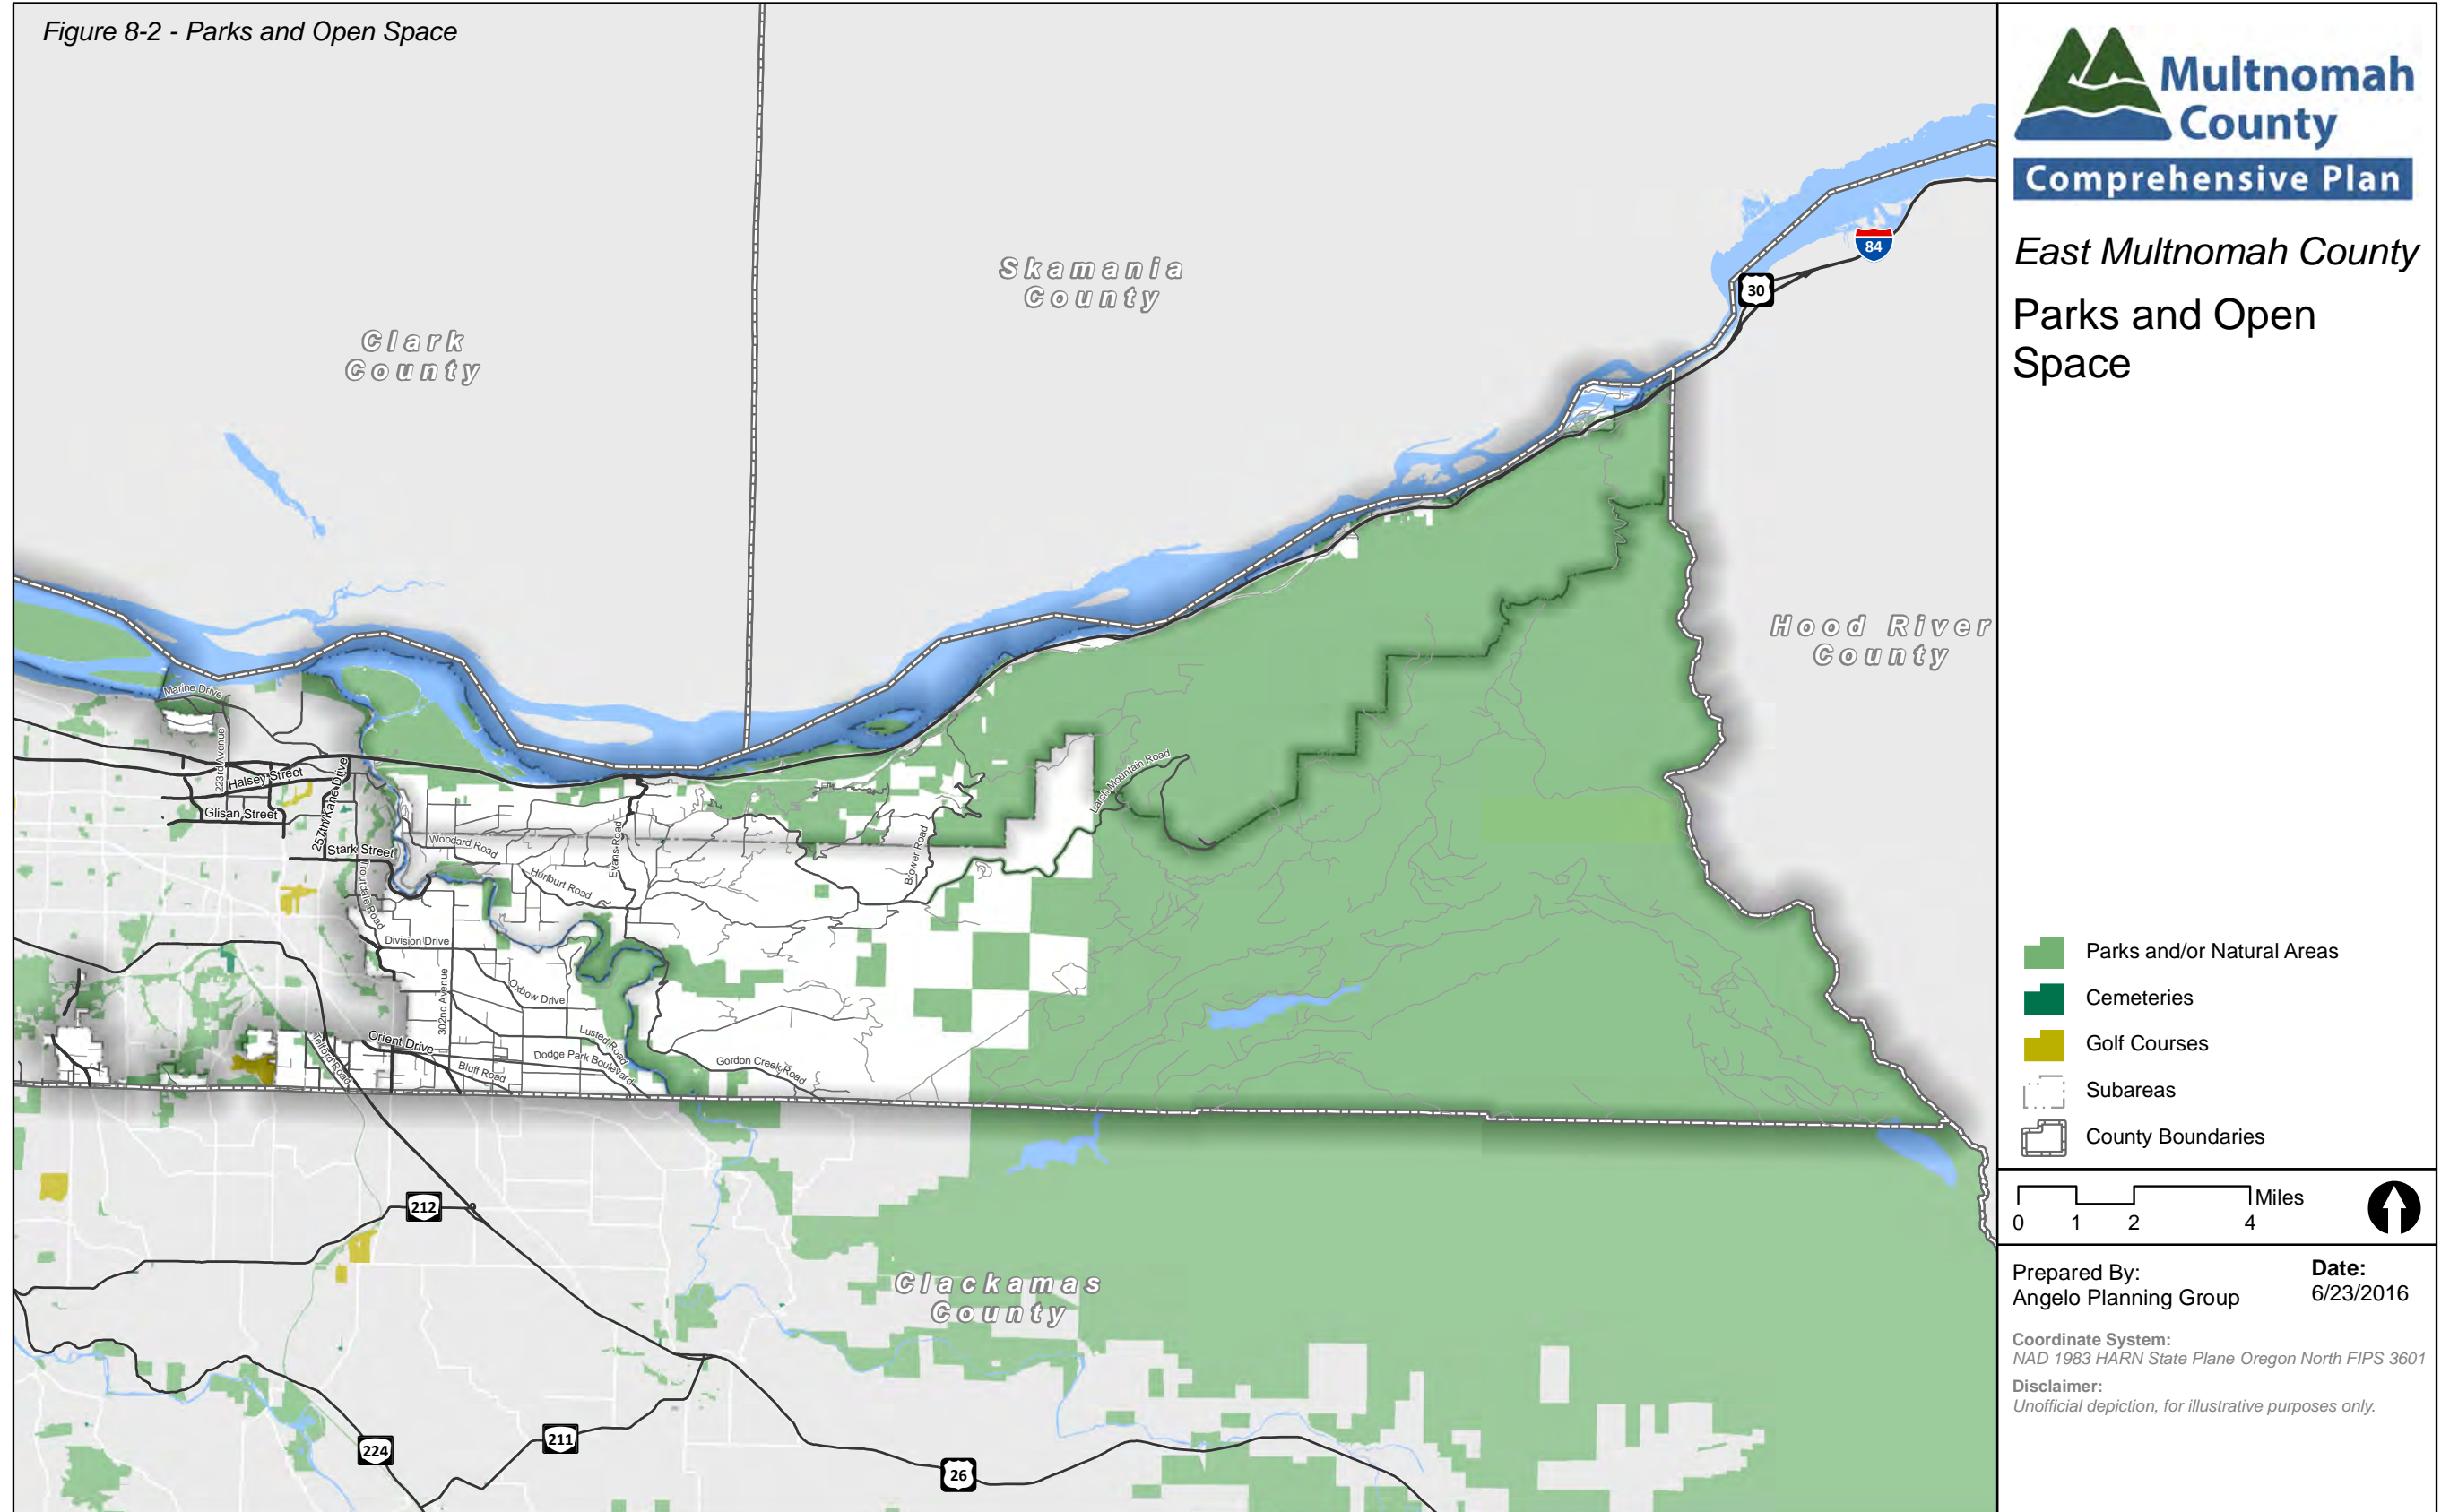 Figure 8-2 - Parks and Open Space
Multnomah
County
Comprehensive Plan
East Multnomah County
Parks and Open
Space
Skamania
County
Clark
County
84
30
Hood River
County
Marine Drive
223rd Avenue
Halsey Street
Glisan Street
257th/Kane Drive
Stark Street
Troutdale Road
Woodard Road
Hurlburt Road
Evans Road
Brower Road
Larch Mountain Road
Division Drive
302nd Avenue
Oxbow Drive
Lusted Road
Orient Drive
Telford Road
Bluff Road
Dodge Park Boulevard
Gordon Creek Road
212
Clackamas
County
224
211
26
Parks and/or Natural Areas
Cemeteries
Golf Courses
Subareas
County Boundaries
Miles
0 1 2 4
Prepared By:
Angelo Planning Group
Date:
6/23/2016
Coordinate System:
NAD 1983 HARN State Plane Oregon North FIPS 3601
Disclaimer:
Unofficial depiction, for illustrative purposes only.